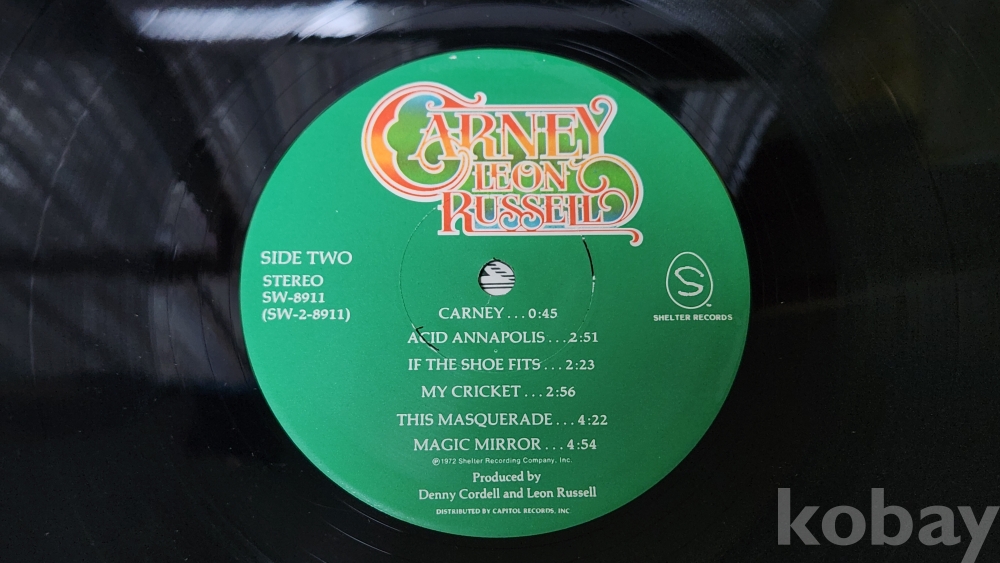 CARNEY
LEON
RUSSELL
SIDE TWO
STEREO
SW-8911
(SW-2-8911)
S
SHELTER RECORDS
CARNEY...0:45
ACID ANNAPOLIS...2:51
IF THE SHOE FITS...2:23
MY CRICKET...2:56
THIS MASQUERADE...4:22
MAGIC MIRROR...4:54
℗1972 Shelter Recording Company, Inc.
Produced by
Denny Cordell and Leon Russell
DISTRIBUTED BY CAPITOL RECORDS, INC
kobay